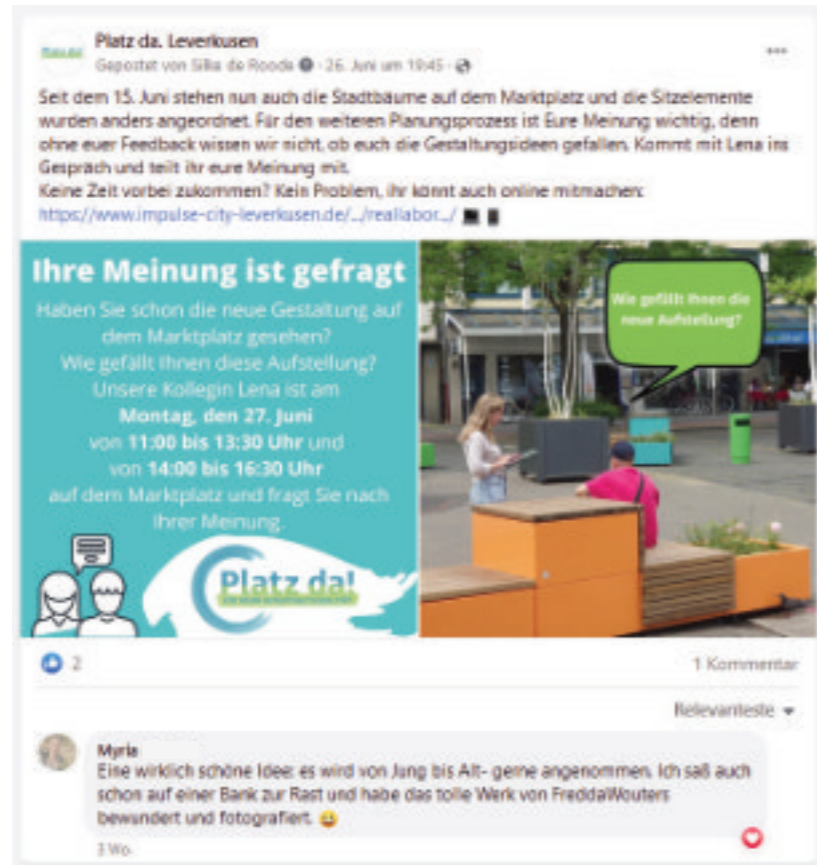 Platz da. Leverkusen
Gepostet von Silke de Roode · 26. Juni um 19:45 ·
Seit dem 15. Juni stehen nun auch die Stadtbäume auf dem Marktplatz und die Sitzelemente
wurden anders angeordnet. Für den weiteren Planungsprozess ist Eure Meinung wichtig, denn
ohne euer Feedback wissen wir nicht, ob euch die Gestaltungsideen gefallen. Kommt mit Lena ins
Gespräch und teilt ihr eure Meinung mit.
Keine Zeit vorbei zukommen? Kein Problem, ihr könnt auch online mitmachen:
https://www.impulse-city-leverkusen.de/.../reallabor.../
Ihre Meinung ist gefragt
Haben Sie schon die neue Gestaltung auf
dem Marktplatz gesehen?
Wie gefällt Ihnen diese Aufstellung?
Unsere Kollegin Lena ist am
Montag, den 27. Juni
von 11:00 bis 13:30 Uhr und
von 14:00 bis 16:30 Uhr
auf dem Marktplatz und fragt Sie nach
Ihrer Meinung.
Platz da!
Wie gefällt Ihnen die
neue Aufstellung?
2
1 Kommentar
Relevanteste
Myria
Eine wirklich schöne Idee: es wird von Jung bis Alt- gerne angenommen. Ich saß auch
schon auf einer Bank zur Rast und habe das tolle Werk von FreddaWouters
bewundert und fotografiert.
3 Wo.